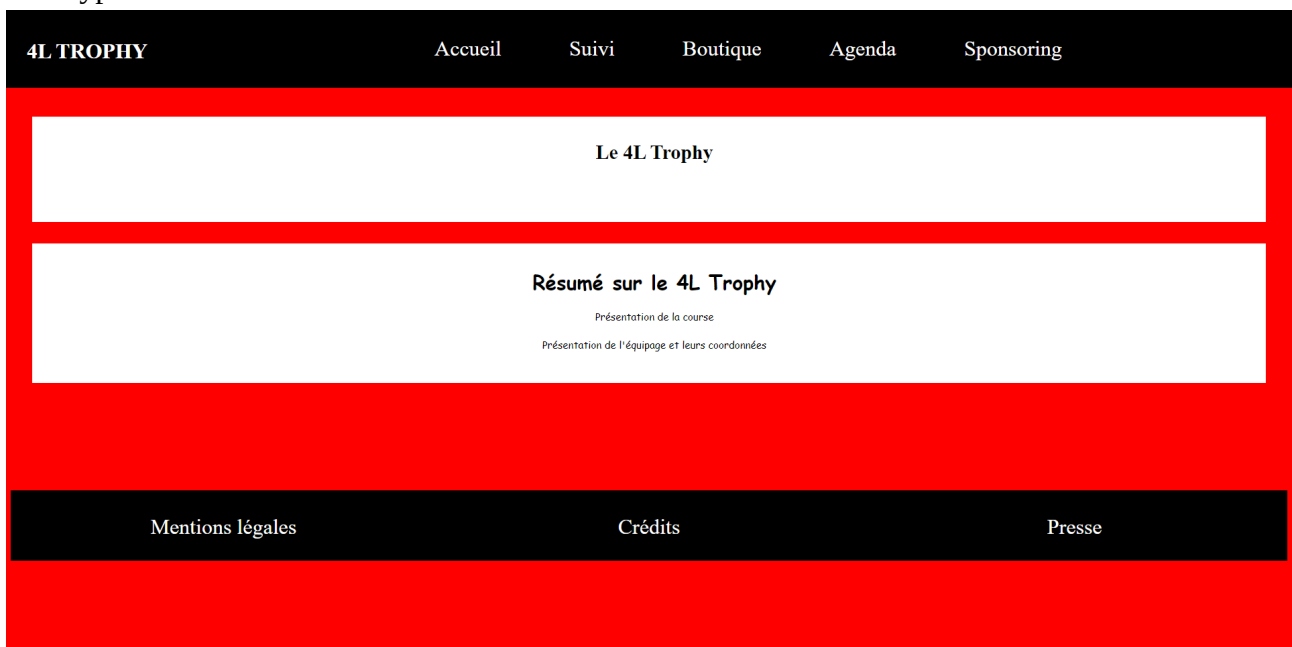 4L TROPHY Accueil Suivi Boutique Agenda Sponsoring
Le 4L Trophy
Résumé sur le 4L Trophy
Présentation de la course
Présentation de l'équipage et leurs coordonnées
Mentions légales Crédits Presse